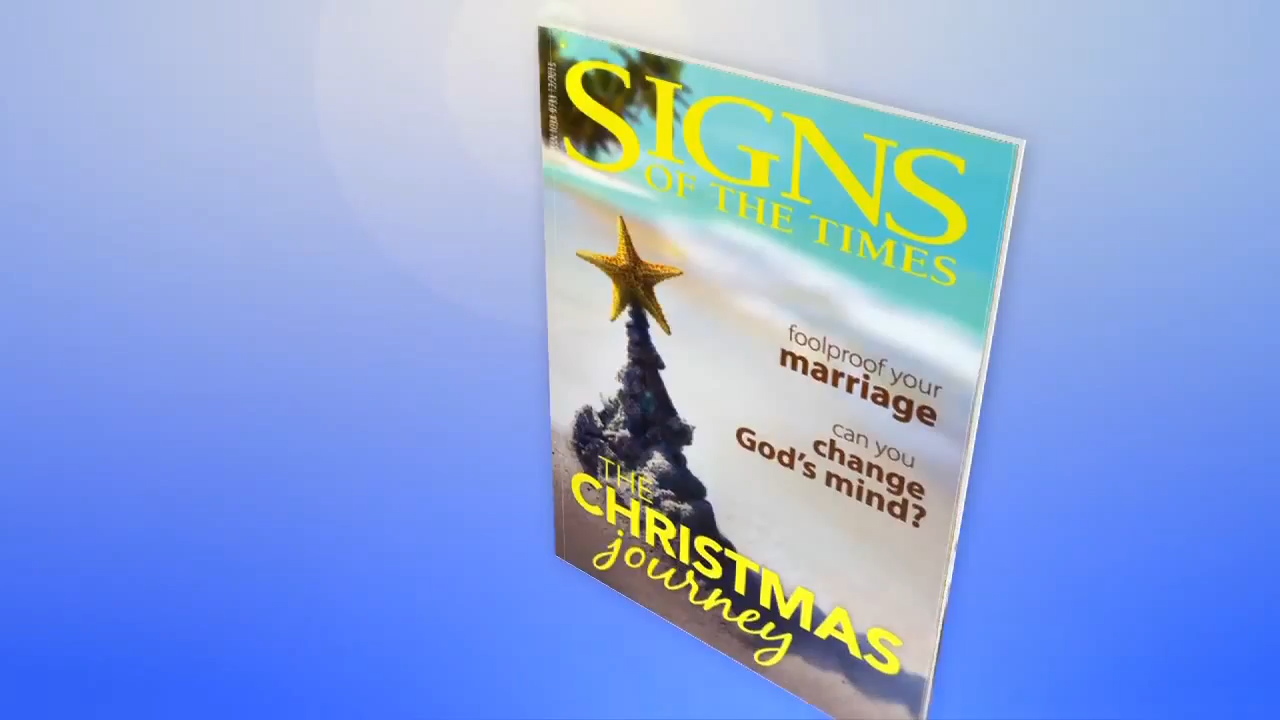 SIGNS
OF THE TIMES
foolproof your
marriage
can you
change
God's mind?
THE
CHRISTMAS
journey